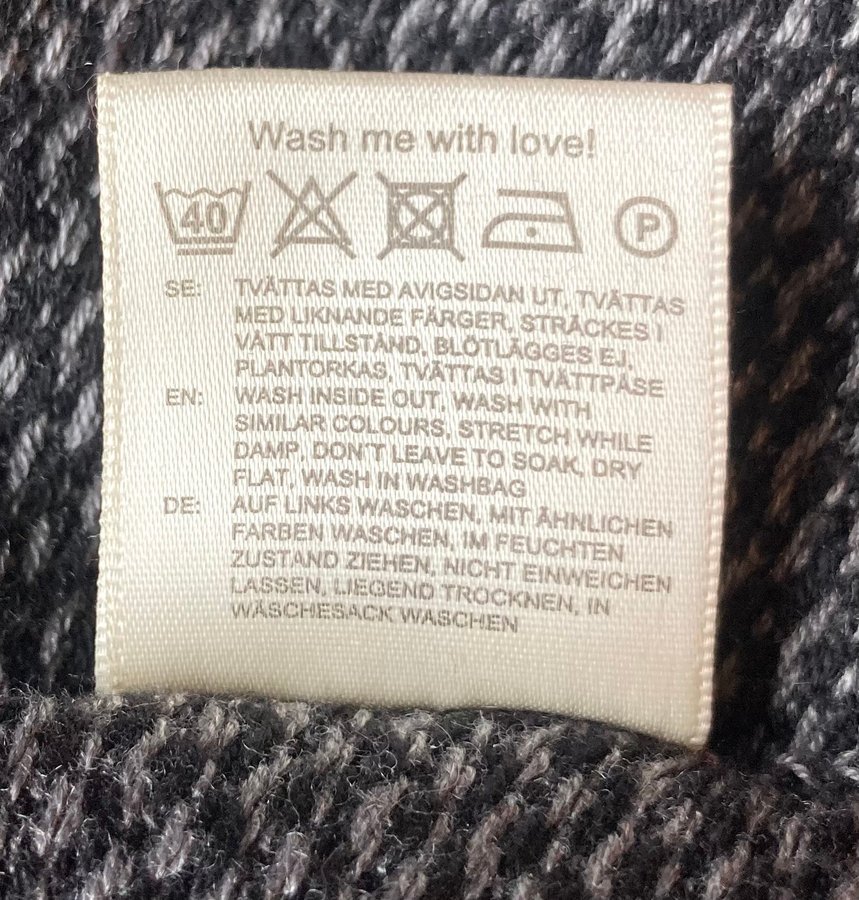 Wash me with love!
40 P
SE: TVÄTTAS MED AVIGSIDAN UT, TVÄTTAS
MED LIKNANDE FÄRGER, STRÄCKES I
VÅTT TILLSTÅND, BLÖTLÄGGES EJ,
PLANTORKAS, TVÄTTAS I TVÄTTPÅSE
EN: WASH INSIDE OUT, WASH WITH
SIMILAR COLOURS, STRETCH WHILE
DAMP, DON'T LEAVE TO SOAK, DRY
FLAT, WASH IN WASHBAG
DE: AUF LINKS WASCHEN, MIT ÄHNLICHEN
FARBEN WASCHEN, IM FEUCHTEN
ZUSTAND ZIEHEN, NICHT EINWEICHEN
LASSEN, LIEGEND TROCKNEN, IN
WÄSCHESACK WASCHEN